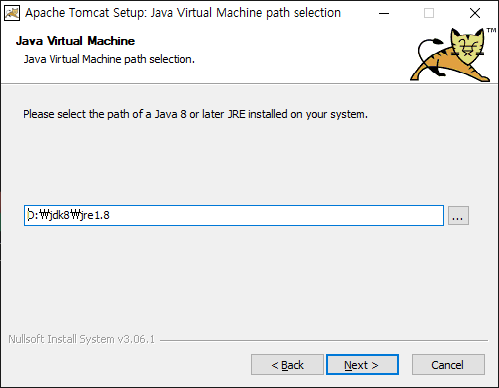 Apache Tomcat Setup: Java Virtual Machine path selection
Java Virtual Machine
Java Virtual Machine path selection.
TM
Please select the path of a Java 8 or later JRE installed on your system.
D:₩jdk8₩jre1.8
...
Nullsoft Install System v3.06.1
< Back
Next >
Cancel